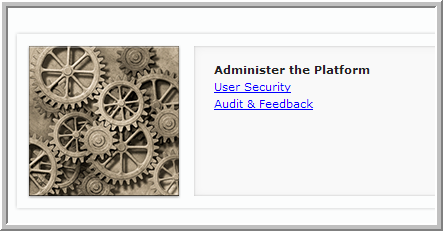 Administer the Platform
User Security
Audit & Feedback